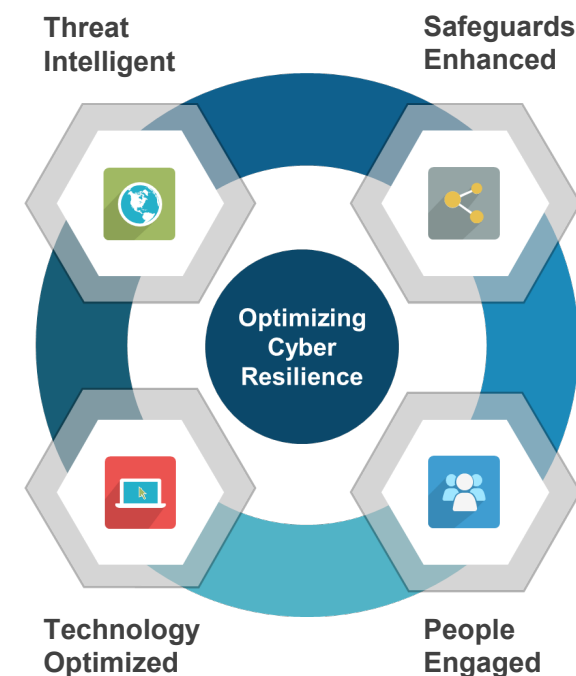 Threat
Intelligent
Safeguards
Enhanced
Optimizing
Cyber
Resilience
Technology
Optimized
People
Engaged